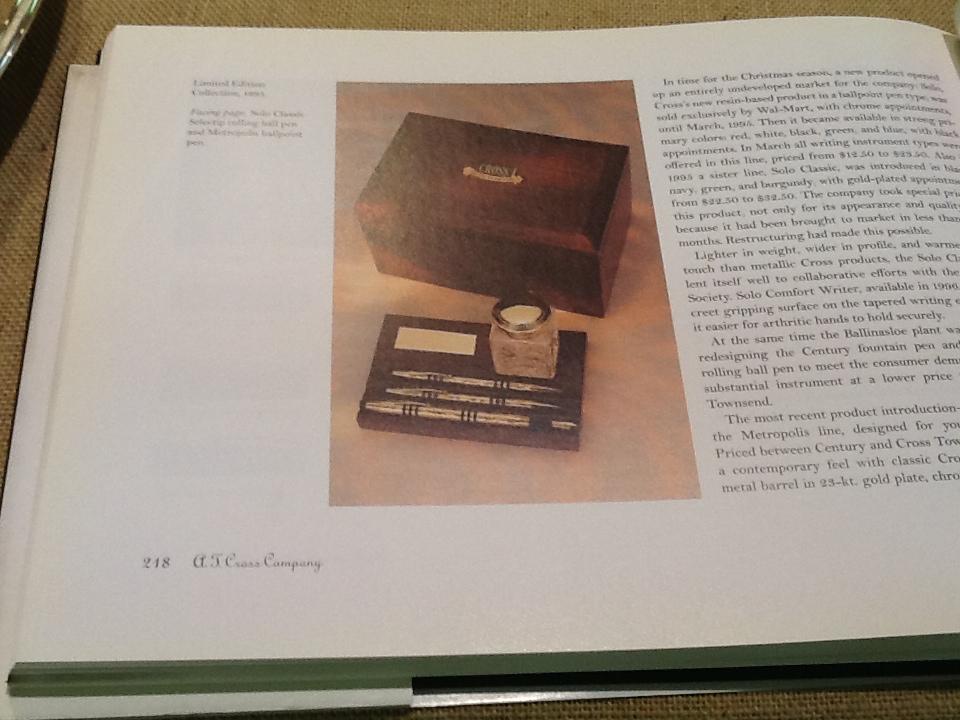 Limited Edition
Collection, 1995.
Facing page: Solo Classic
Selectip rolling ball pen
and Metropolis ballpoint
pen.
CROSS
In time for the Christmas season, a new product opened
up an entirely undeveloped market for the company: Solo,
Cross's new resin-based product in a ballpoint pen type, was
sold exclusively by Wal-Mart, with chrome appointments,
until March, 1995. Then it became available in strong pri-
mary colors: red, white, black, green, and blue, with black
appointments. In March all writing instrument types were
offered in this line, priced from $12.50 to $23.50. Also
1995 a sister line, Solo Classic, was introduced in
navy, green, and burgundy, with gold-plated
from $22.50 to $32.50. The company took special
this product, not only for its appearance and
because it had been brought to market in less than
months. Restructuring had made this possible.
Lighter in weight, wider in profile, and
touch than metallic Cross products, the Solo
lent itself well to collaborative efforts with the
Society. Solo Comfort Writer, available in 1996,
creet gripping surface on the tapered writing
it easier for arthritic hands to hold securely.
At the same time the Ballinasloe plant
redesigning the Century fountain pen and
rolling ball pen to meet the consumer
substantial instrument at a lower price
Townsend.
The most recent product introduction—
the Metropolis line, designed for
Priced between Century and Cross
a contemporary feel with classic
metal barrel in 23-kt. gold plate,
218 A.T. Cross Company